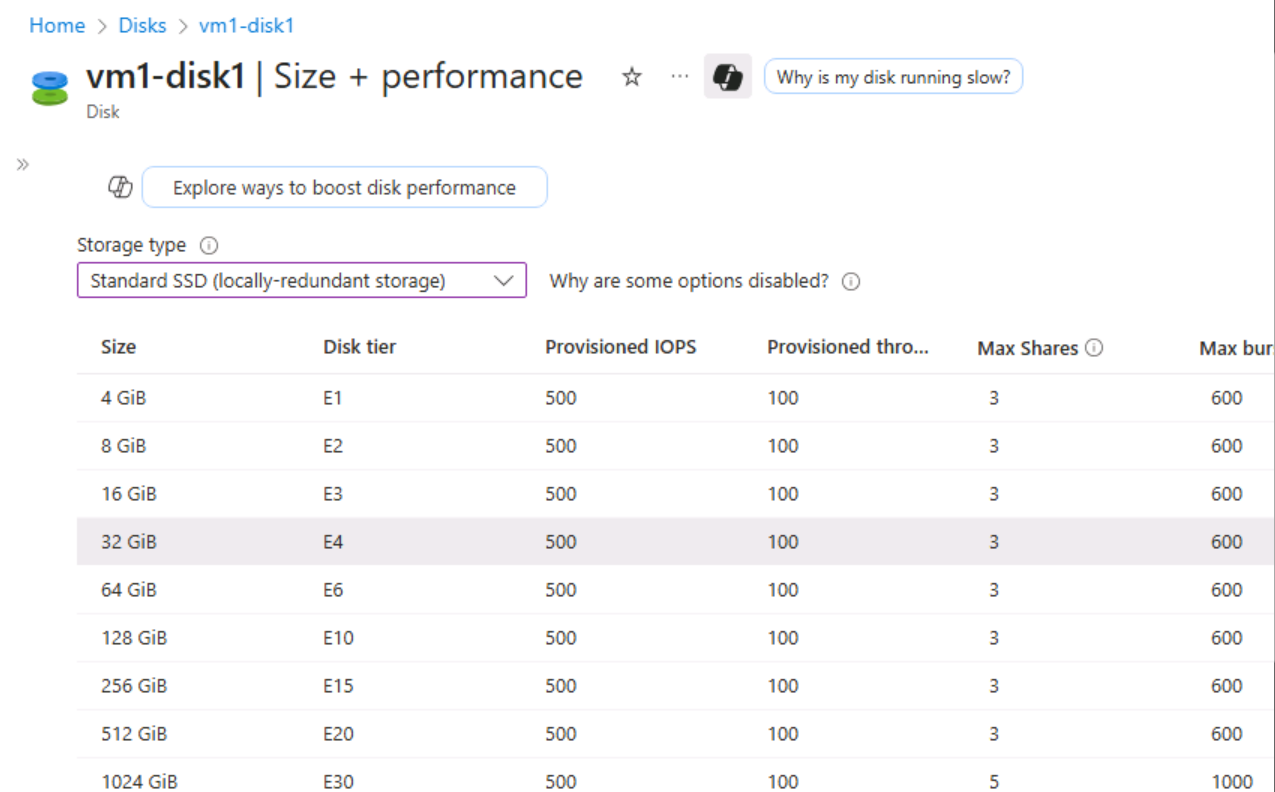 Home > Disks > vm1-disk1
vm1-disk1 | Size + performance ☆ ··· Why is my disk running slow?
Disk
»
Explore ways to boost disk performance
Storage type
Standard SSD (locally-redundant storage) Why are some options disabled?
Size Disk tier Provisioned IOPS Provisioned thro... Max Shares Max bur
4 GiB E1 500 100 3 600
8 GiB E2 500 100 3 600
16 GiB E3 500 100 3 600
32 GiB E4 500 100 3 600
64 GiB E6 500 100 3 600
128 GiB E10 500 100 3 600
256 GiB E15 500 100 3 600
512 GiB E20 500 100 3 600
1024 GiB E30 500 100 5 1000